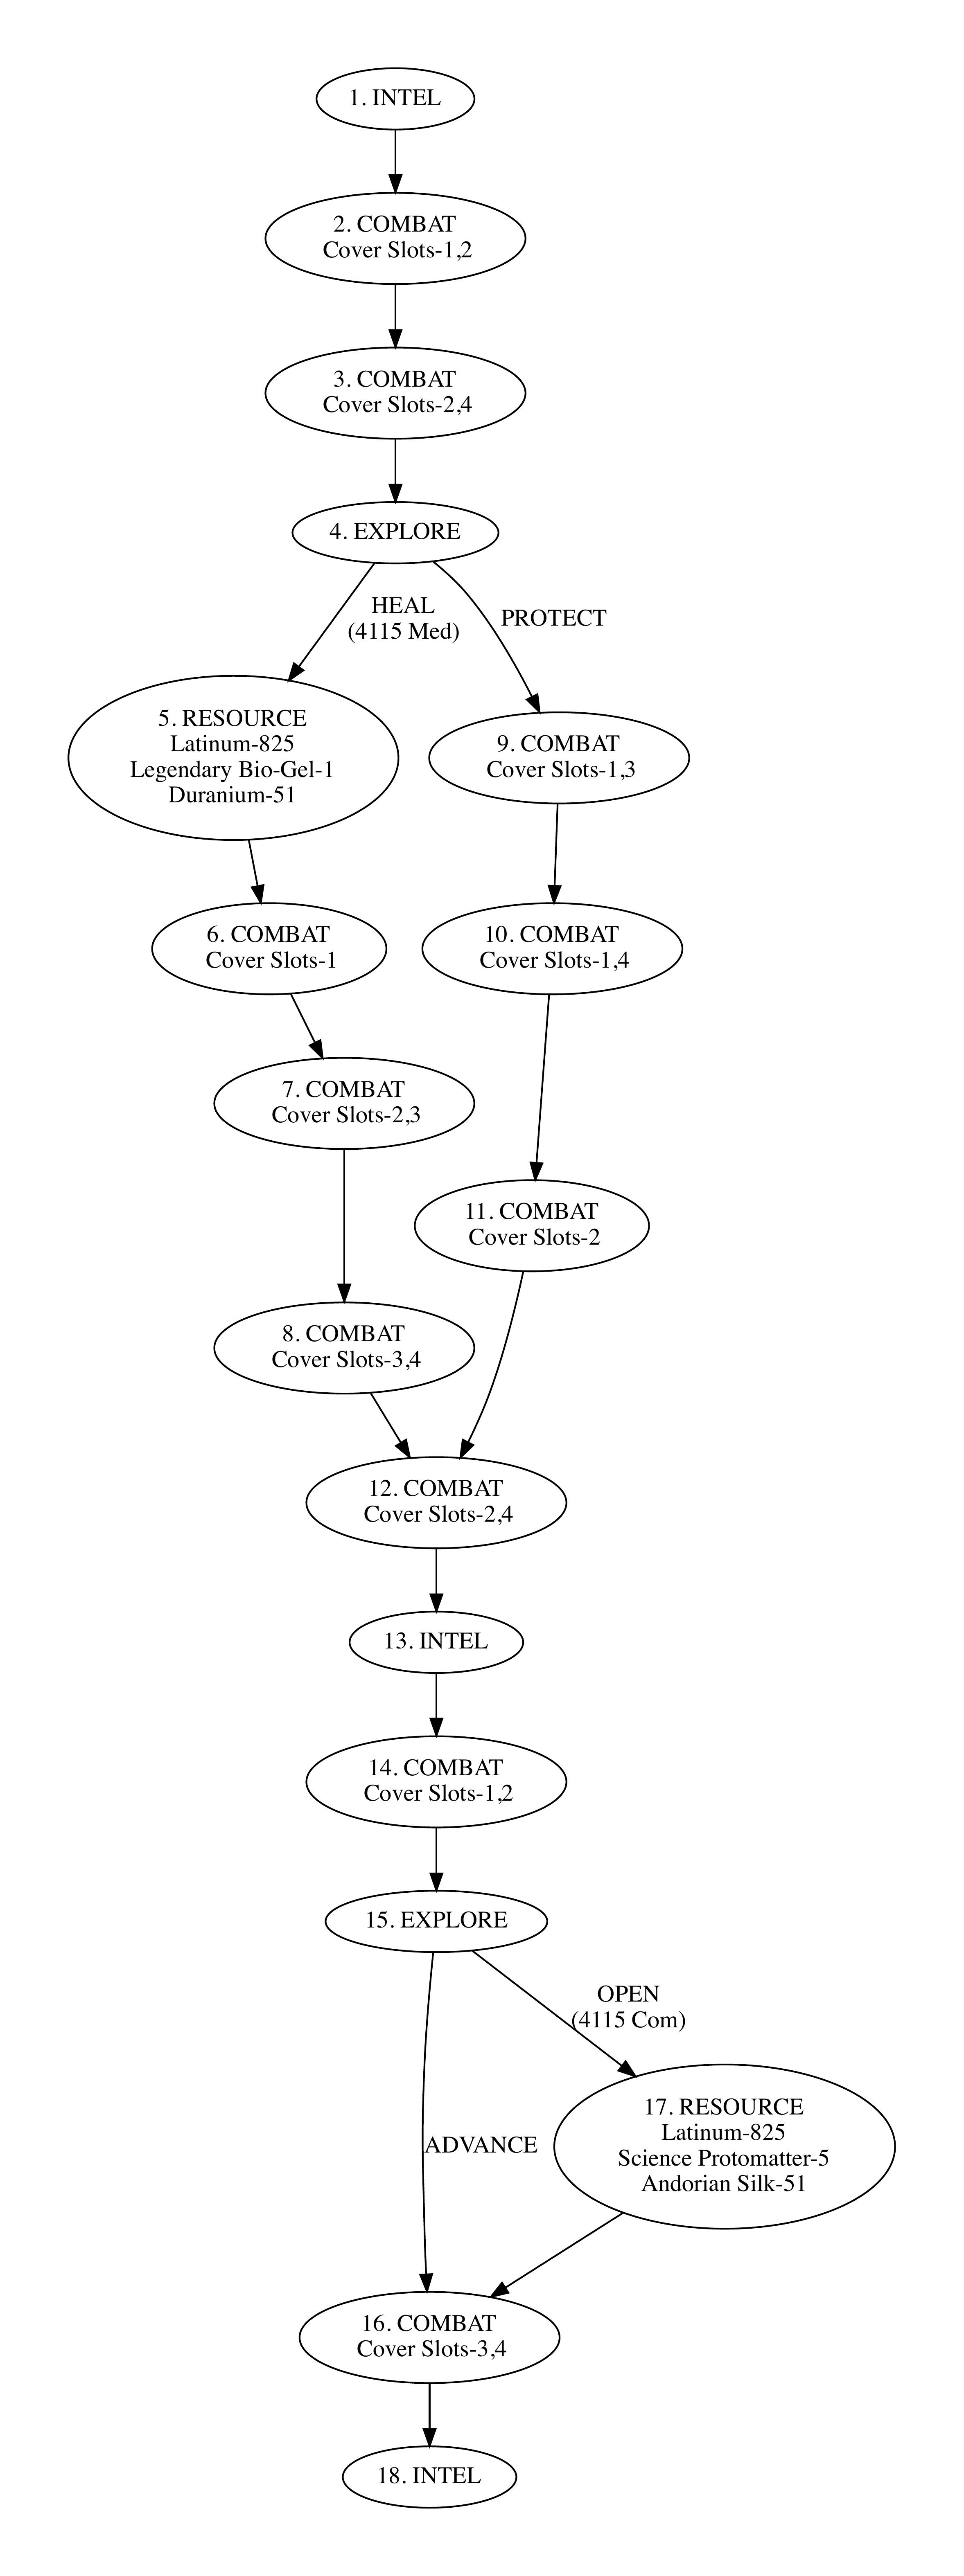 1. INTEL
2. COMBAT
Cover Slots-1,2
3. COMBAT
Cover Slots-2,4
4. EXPLORE
HEAL
(4115 Med)
PROTECT
5. RESOURCE
Latinum-825
Legendary Bio-Gel-1
Duranium-51
9. COMBAT
Cover Slots-1,3
6. COMBAT
Cover Slots-1
10. COMBAT
Cover Slots-1,4
7. COMBAT
Cover Slots-2,3
11. COMBAT
Cover Slots-2
8. COMBAT
Cover Slots-3,4
12. COMBAT
Cover Slots-2,4
13. INTEL
14. COMBAT
Cover Slots-1,2
15. EXPLORE
OPEN
(4115 Com)
ADVANCE
17. RESOURCE
Latinum-825
Science Protomatter-5
Andorian Silk-51
16. COMBAT
Cover Slots-3,4
18. INTEL